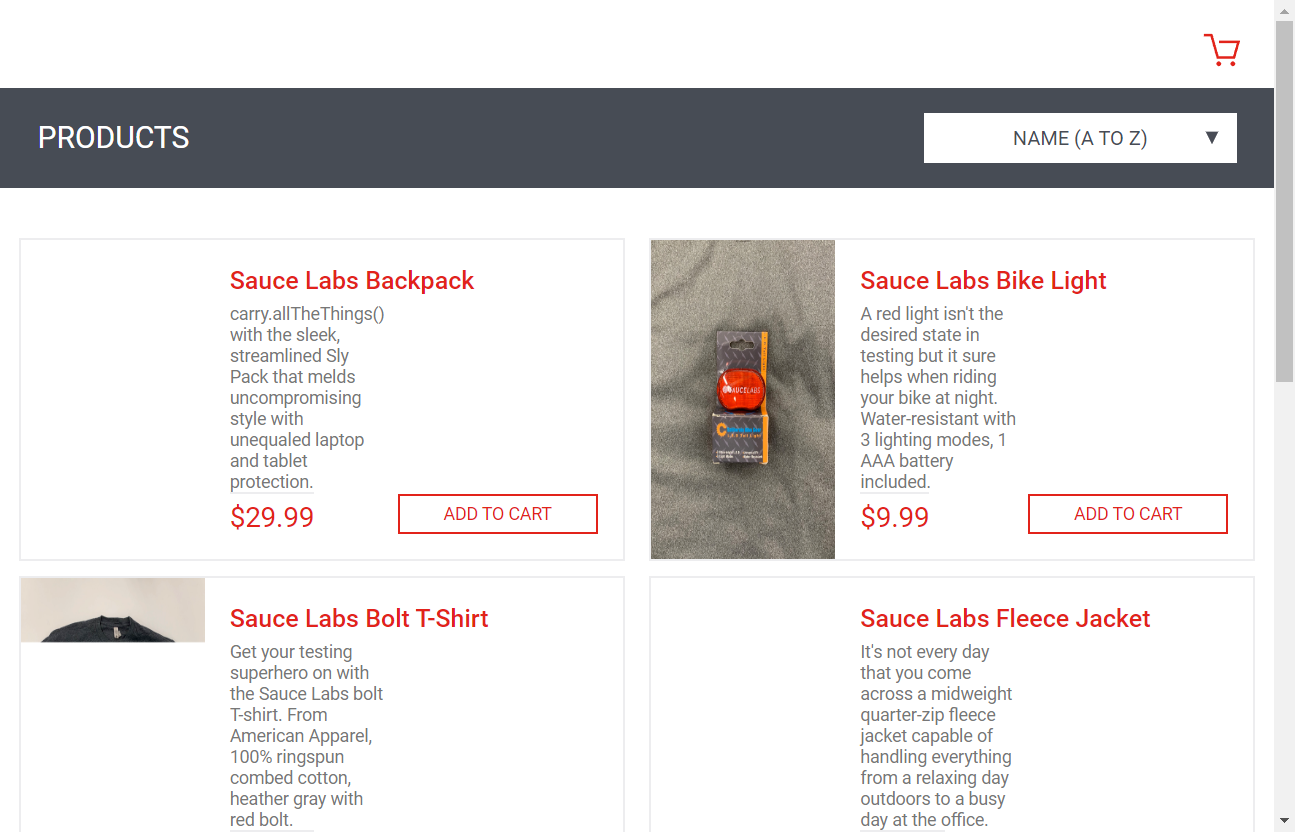 PRODUCTS
NAME (A TO Z) ▼
Sauce Labs Backpack
carry.allTheThings()
with the sleek,
streamlined Sly
Pack that melds
uncompromising
style with
unequaled laptop
and tablet
protection.
$29.99
ADD TO CART
SAUCELABS
Sauce Labs Bike Light
A red light isn't the
desired state in
testing but it sure
helps when riding
your bike at night.
Water-resistant with
3 lighting modes, 1
AAA battery
included.
$9.99
ADD TO CART
Sauce Labs Bolt T-Shirt
Get your testing
superhero on with
the Sauce Labs bolt
T-shirt. From
American Apparel,
100% ringspun
combed cotton,
heather gray with
red bolt.
Sauce Labs Fleece Jacket
It's not every day
that you come
across a midweight
quarter-zip fleece
jacket capable of
handling everything
from a relaxing day
outdoors to a busy
day at the office.